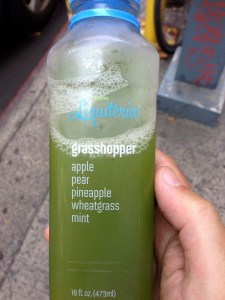 Liquiteria
grasshopper
apple
pear
pineapple
wheatgrass
mint
16 fl. oz. (473ml)